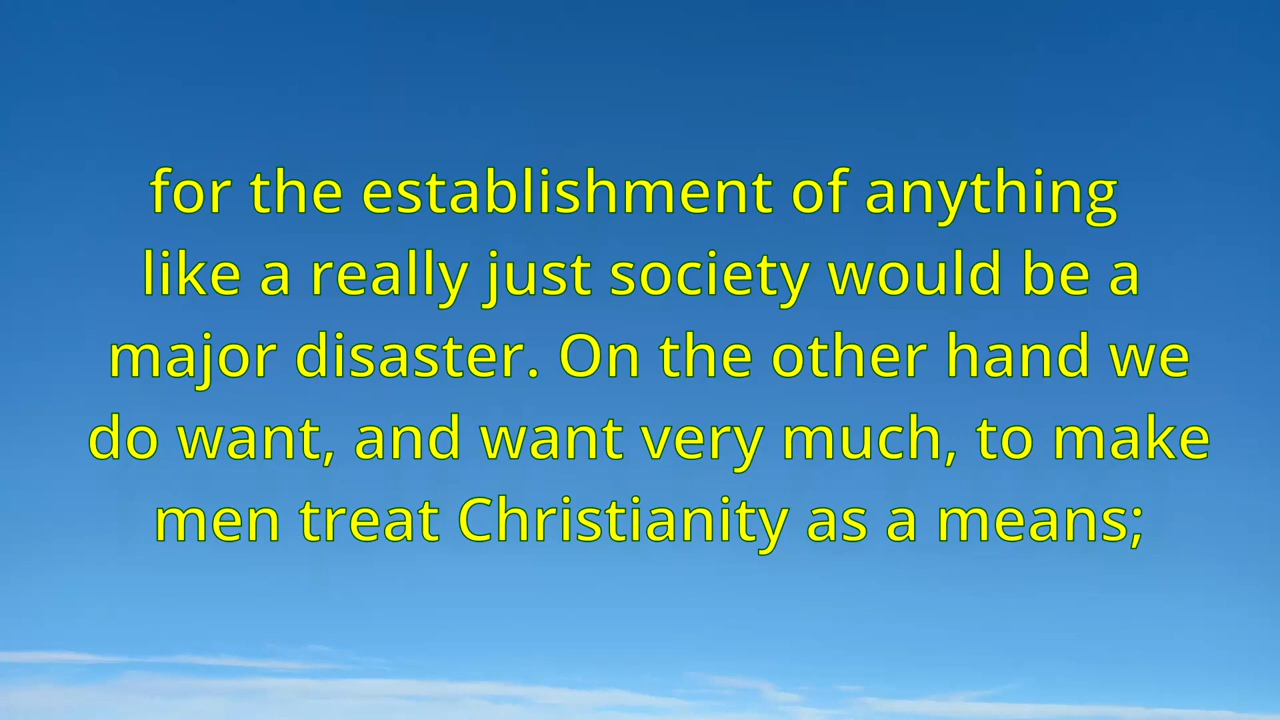 for the establishment of anything
like a really just society would be a
major disaster. On the other hand we
do want, and want very much, to make
men treat Christianity as a means;